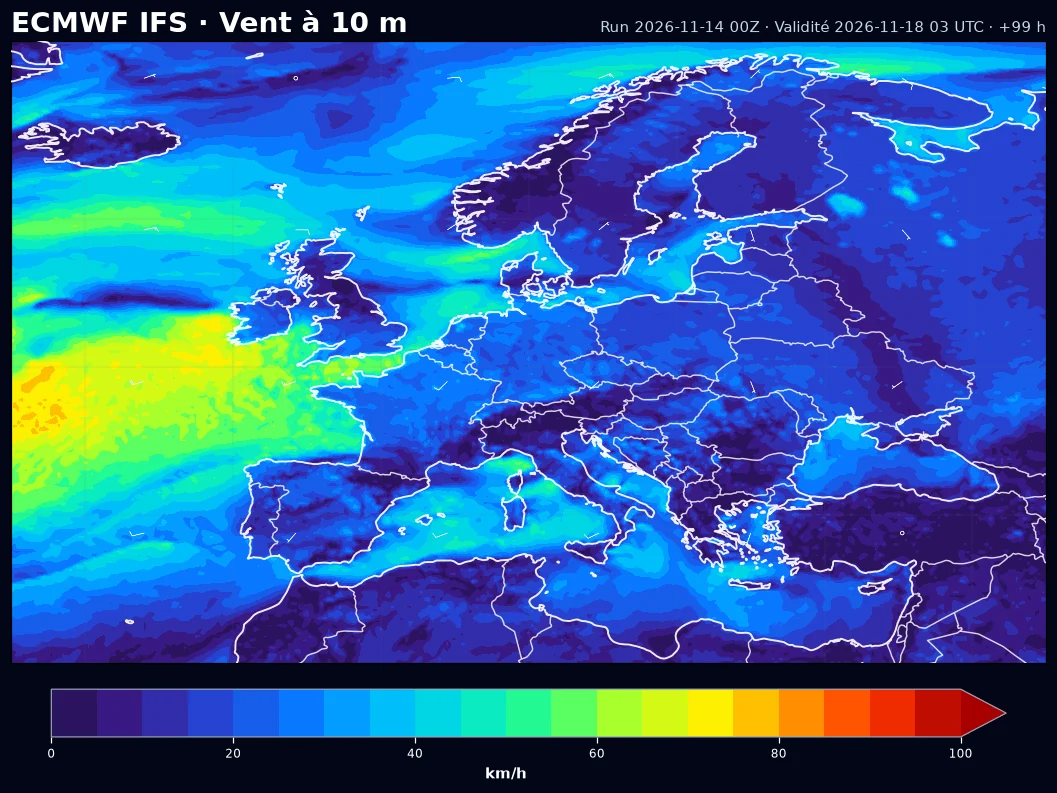 ECMWF IFS · Vent à 10 m
Run 2026-11-14 00Z · Validité 2026-11-18 03 UTC · +99 h
0 20 40 60 80 100
km/h